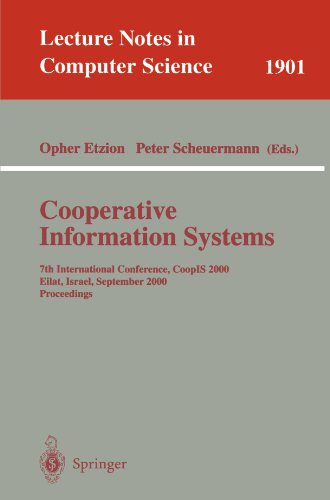 Lecture Notes in
Computer Science 1901
Opher Etzion Peter Scheuermann (Eds.)
Cooperative
Information Systems
7th International Conference, CoopIS 2000
Eilat, Israel, September 2000
Proceedings
Springer